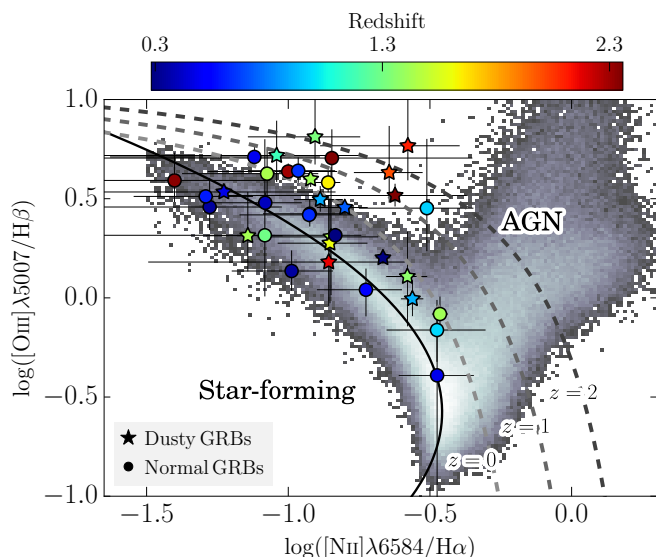 Redshift
0.3 1.3 2.3
1.0
0.5
0.0
−0.5
−1.0
log([OIII]λ5007/Hβ)
AGN
Star-forming
z = 0
z = 1
z = 2
Dusty GRBs
Normal GRBs
−1.5 −1.0 −0.5 0.0
log([NII]λ6584/Hα)